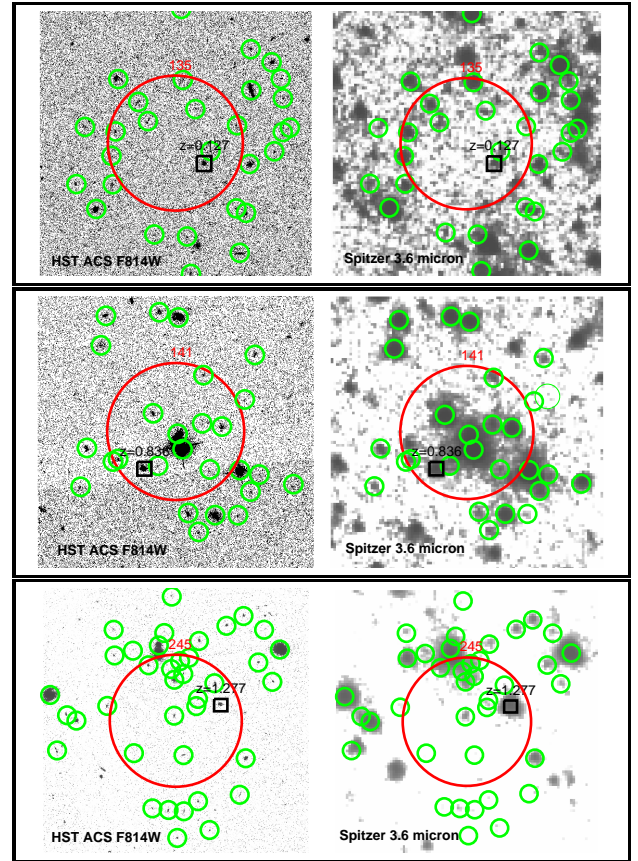 135
z=0.127
HST ACS F814W
135
z=0.127
Spitzer 3.6 micron
141
z=0.836
HST ACS F814W
141
z=0.836
Spitzer 3.6 micron
245
z=1.277
HST ACS F814W
245
z=1.277
Spitzer 3.6 micron